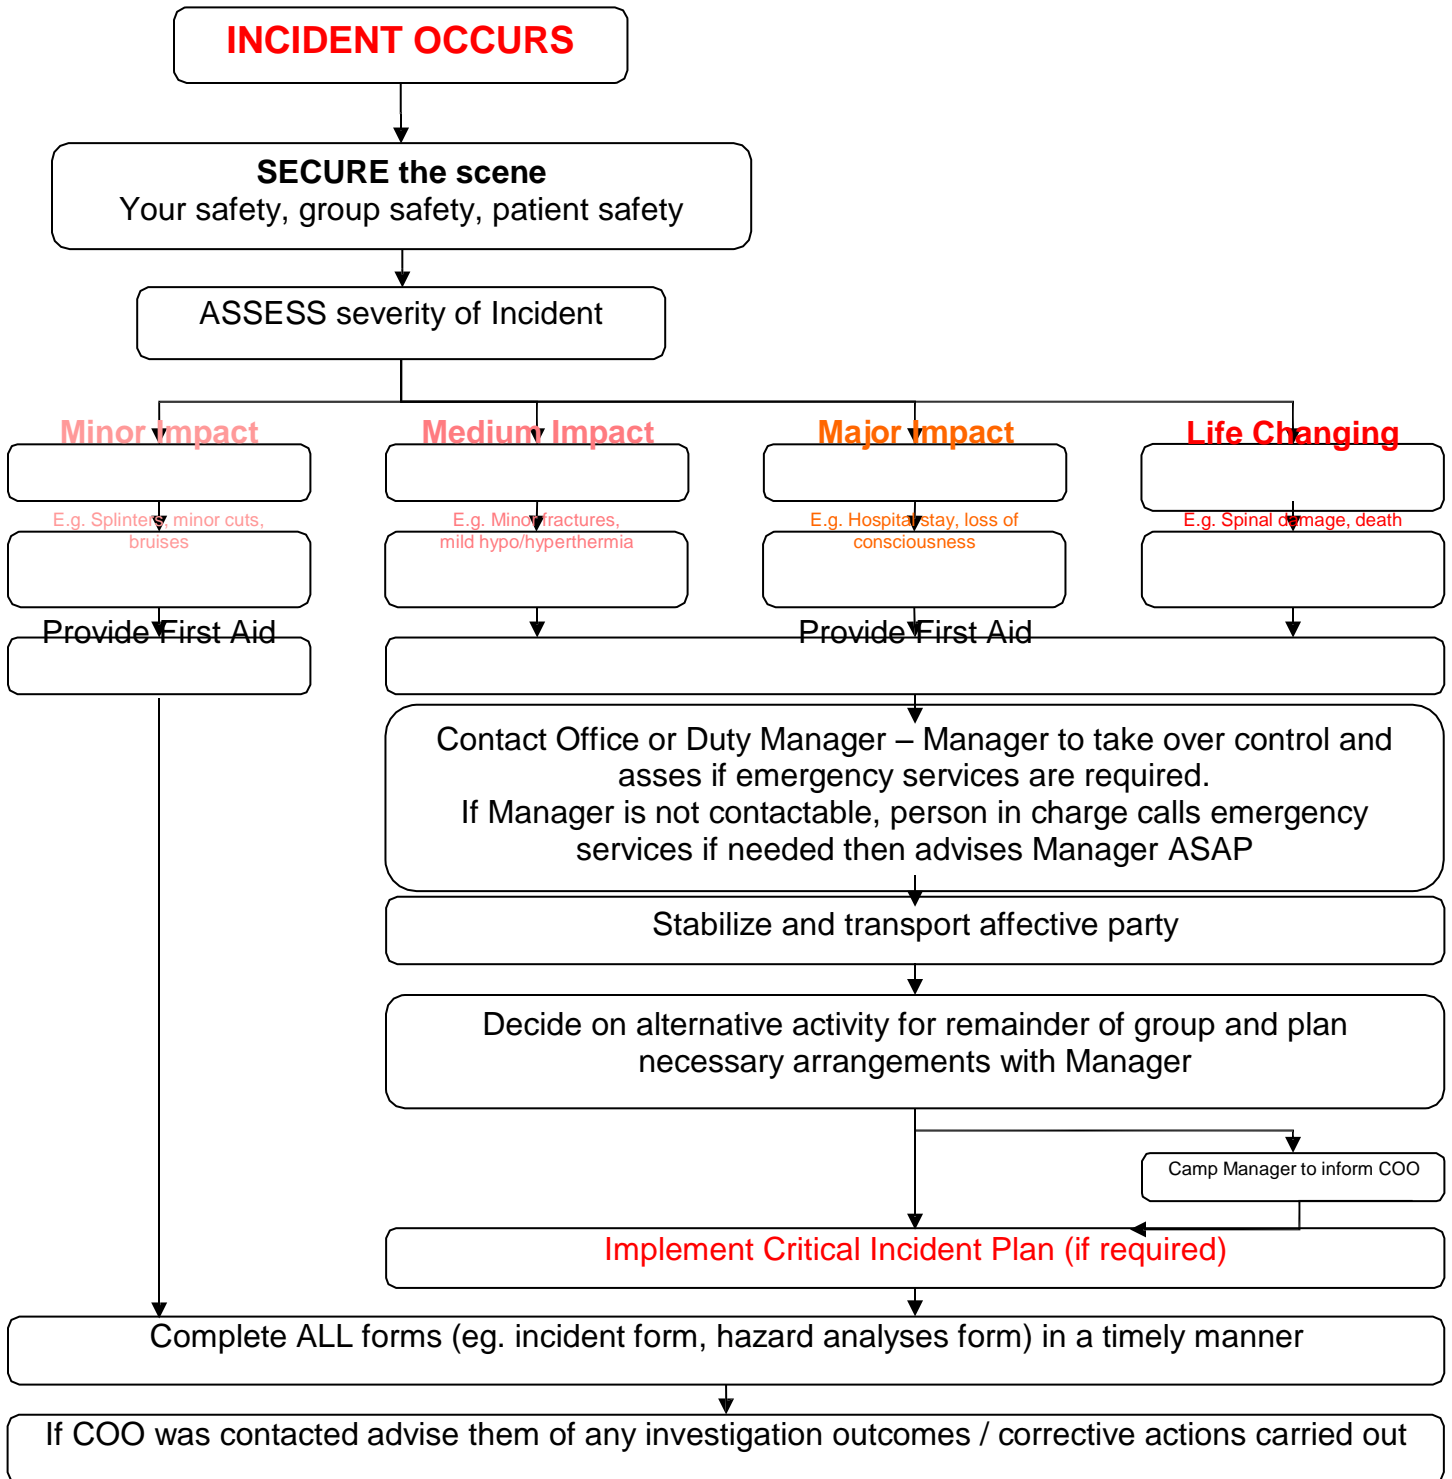 INCIDENT OCCURS
SECURE the scene
Your safety, group safety, patient safety
ASSESS severity of Incident
Minor Impact
Medium Impact
Major Impact
Life Changing
E.g. Splinters, minor cuts,
bruises
E.g. Minor fractures,
mild hypo/hyperthermia
E.g. Hospital stay, loss of
consciousness
E.g. Spinal damage, death
Provide First Aid
Provide First Aid
Contact Office or Duty Manager – Manager to take over control and
asses if emergency services are required.
If Manager is not contactable, person in charge calls emergency
services if needed then advises Manager ASAP
Stabilize and transport affective party
Decide on alternative activity for remainder of group and plan
necessary arrangements with Manager
Camp Manager to inform COO
Implement Critical Incident Plan (if required)
Complete ALL forms (eg. incident form, hazard analyses form) in a timely manner
If COO was contacted advise them of any investigation outcomes / corrective actions carried out